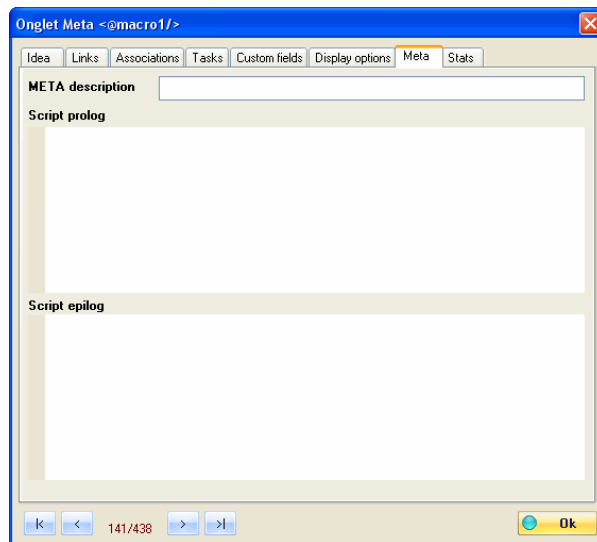 Onglet Meta <@macro1/>
Idea Links Associations Tasks Custom fields Display options Meta Stats
META description
Script prolog
Script epilog
141/438 Ok